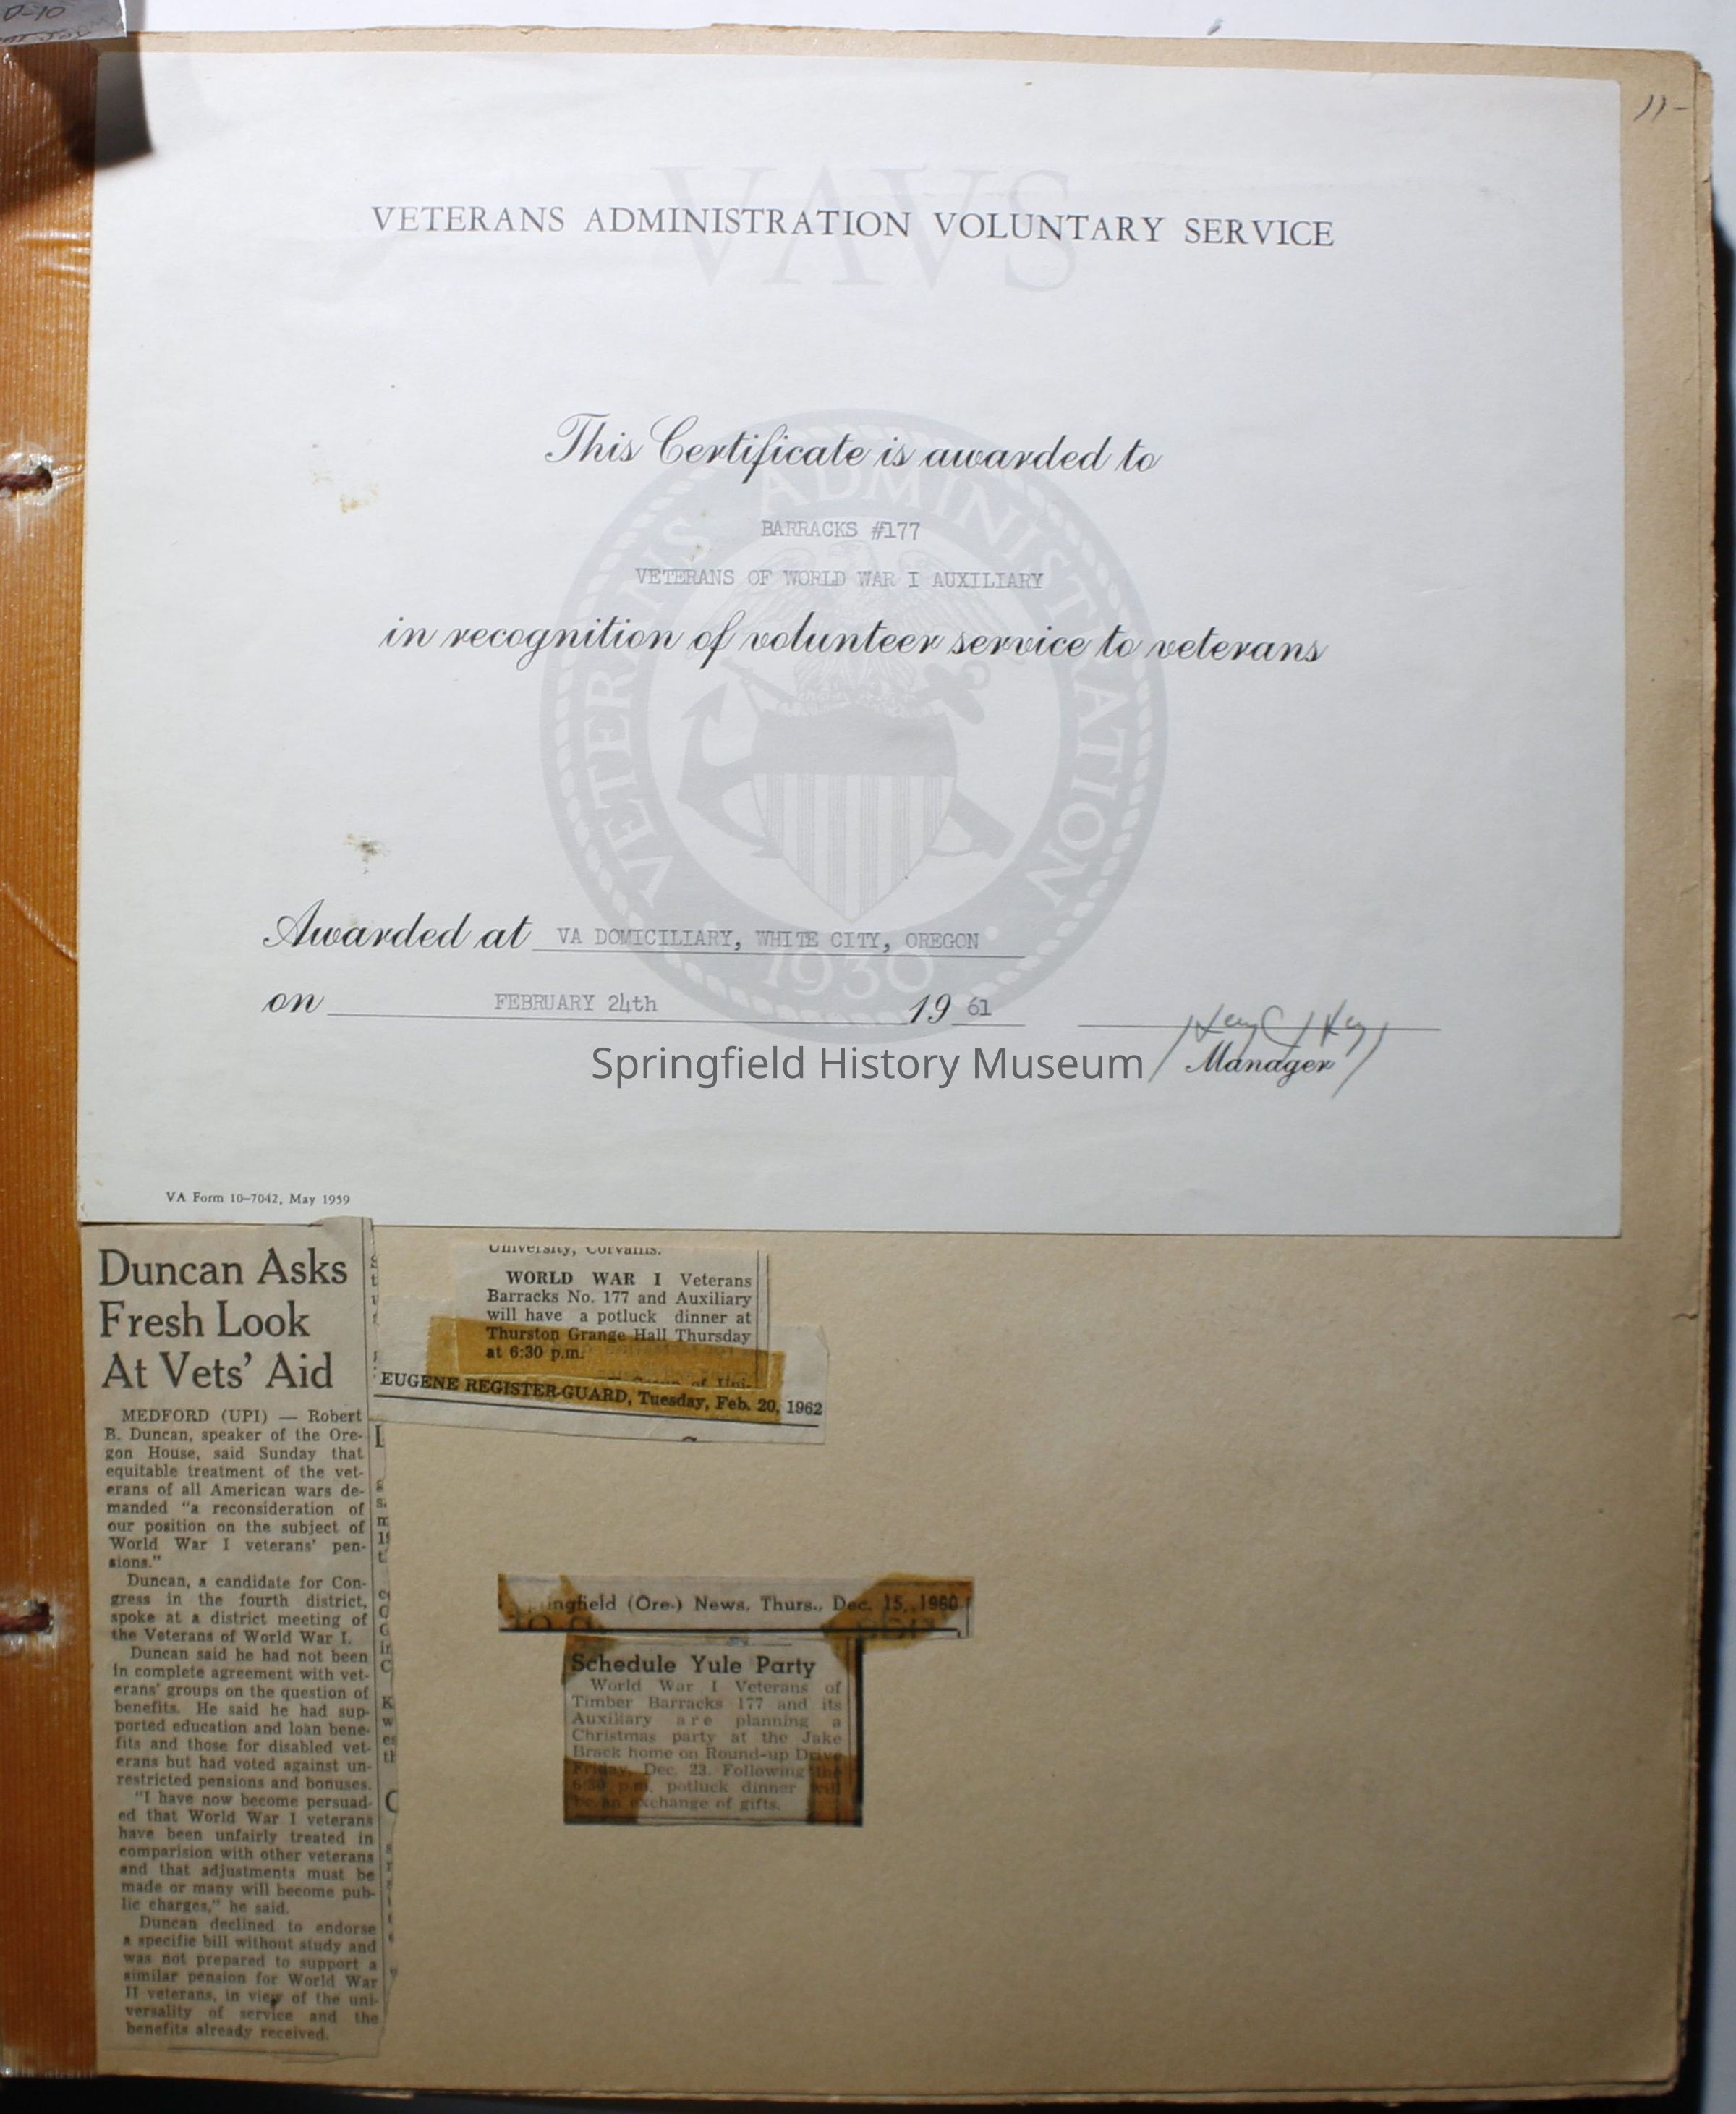 D-10
11-
VAVS
VETERANS ADMINISTRATION VOLUNTARY SERVICE
This Certificate is awarded to
BARRACKS #177
VETERANS OF WORLD WAR I AUXILIARY
in recognition of volunteer service to veterans
VETERANS ADMINISTRATION
1930
Awarded at VA DOMICILIARY, WHITE CITY, OREGON
on FEBRUARY 24th 19 61
Manager
Springfield History Museum
VA Form 10-7042, May 1959
Duncan Asks
Fresh Look
At Vets' Aid
MEDFORD (UPI) — Robert
B. Duncan, speaker of the Ore-
gon House, said Sunday that
equitable treatment of the vet-
erans of all American wars de-
manded "a reconsideration of
our position on the subject of
World War I veterans' pen-
sions."
Duncan, a candidate for Con-
gress in the fourth district,
spoke at a district meeting of
the Veterans of World War I.
Duncan said he had not been
in complete agreement with vet-
erans' groups on the question of
benefits. He said he had sup-
ported education and loan bene-
fits and those for disabled vet-
erans but had voted against un-
restricted pensions and bonuses.
"I have now become persuad-
ed that World War I veterans
have been unfairly treated in
comparision with other veterans
and that adjustments must be
made or many will become pub-
lic charges," he said.
Duncan declined to endorse
a specific bill without study and
was not prepared to support a
similar pension for World War
II veterans, in view of the uni-
versality of service and the
benefits already received.
University, Corvallis.
WORLD WAR I Veterans
Barracks No. 177 and Auxiliary
will have a potluck dinner at
Thurston Grange Hall Thursday
at 6:30 p.m.
of Uni-
EUGENE REGISTER-GUARD, Tuesday, Feb. 20, 1962
ingfield (Ore.) News, Thurs., Dec. 15, 1960
Schedule Yule Party
World War I Veterans of
Timber Barracks 177 and its
Auxiliary are planning a
Christmas party at the Jake
Brack home on Round-up Drive
Friday, Dec. 23. Following the
6:30 p.m. potluck dinner will
be an exchange of gifts.